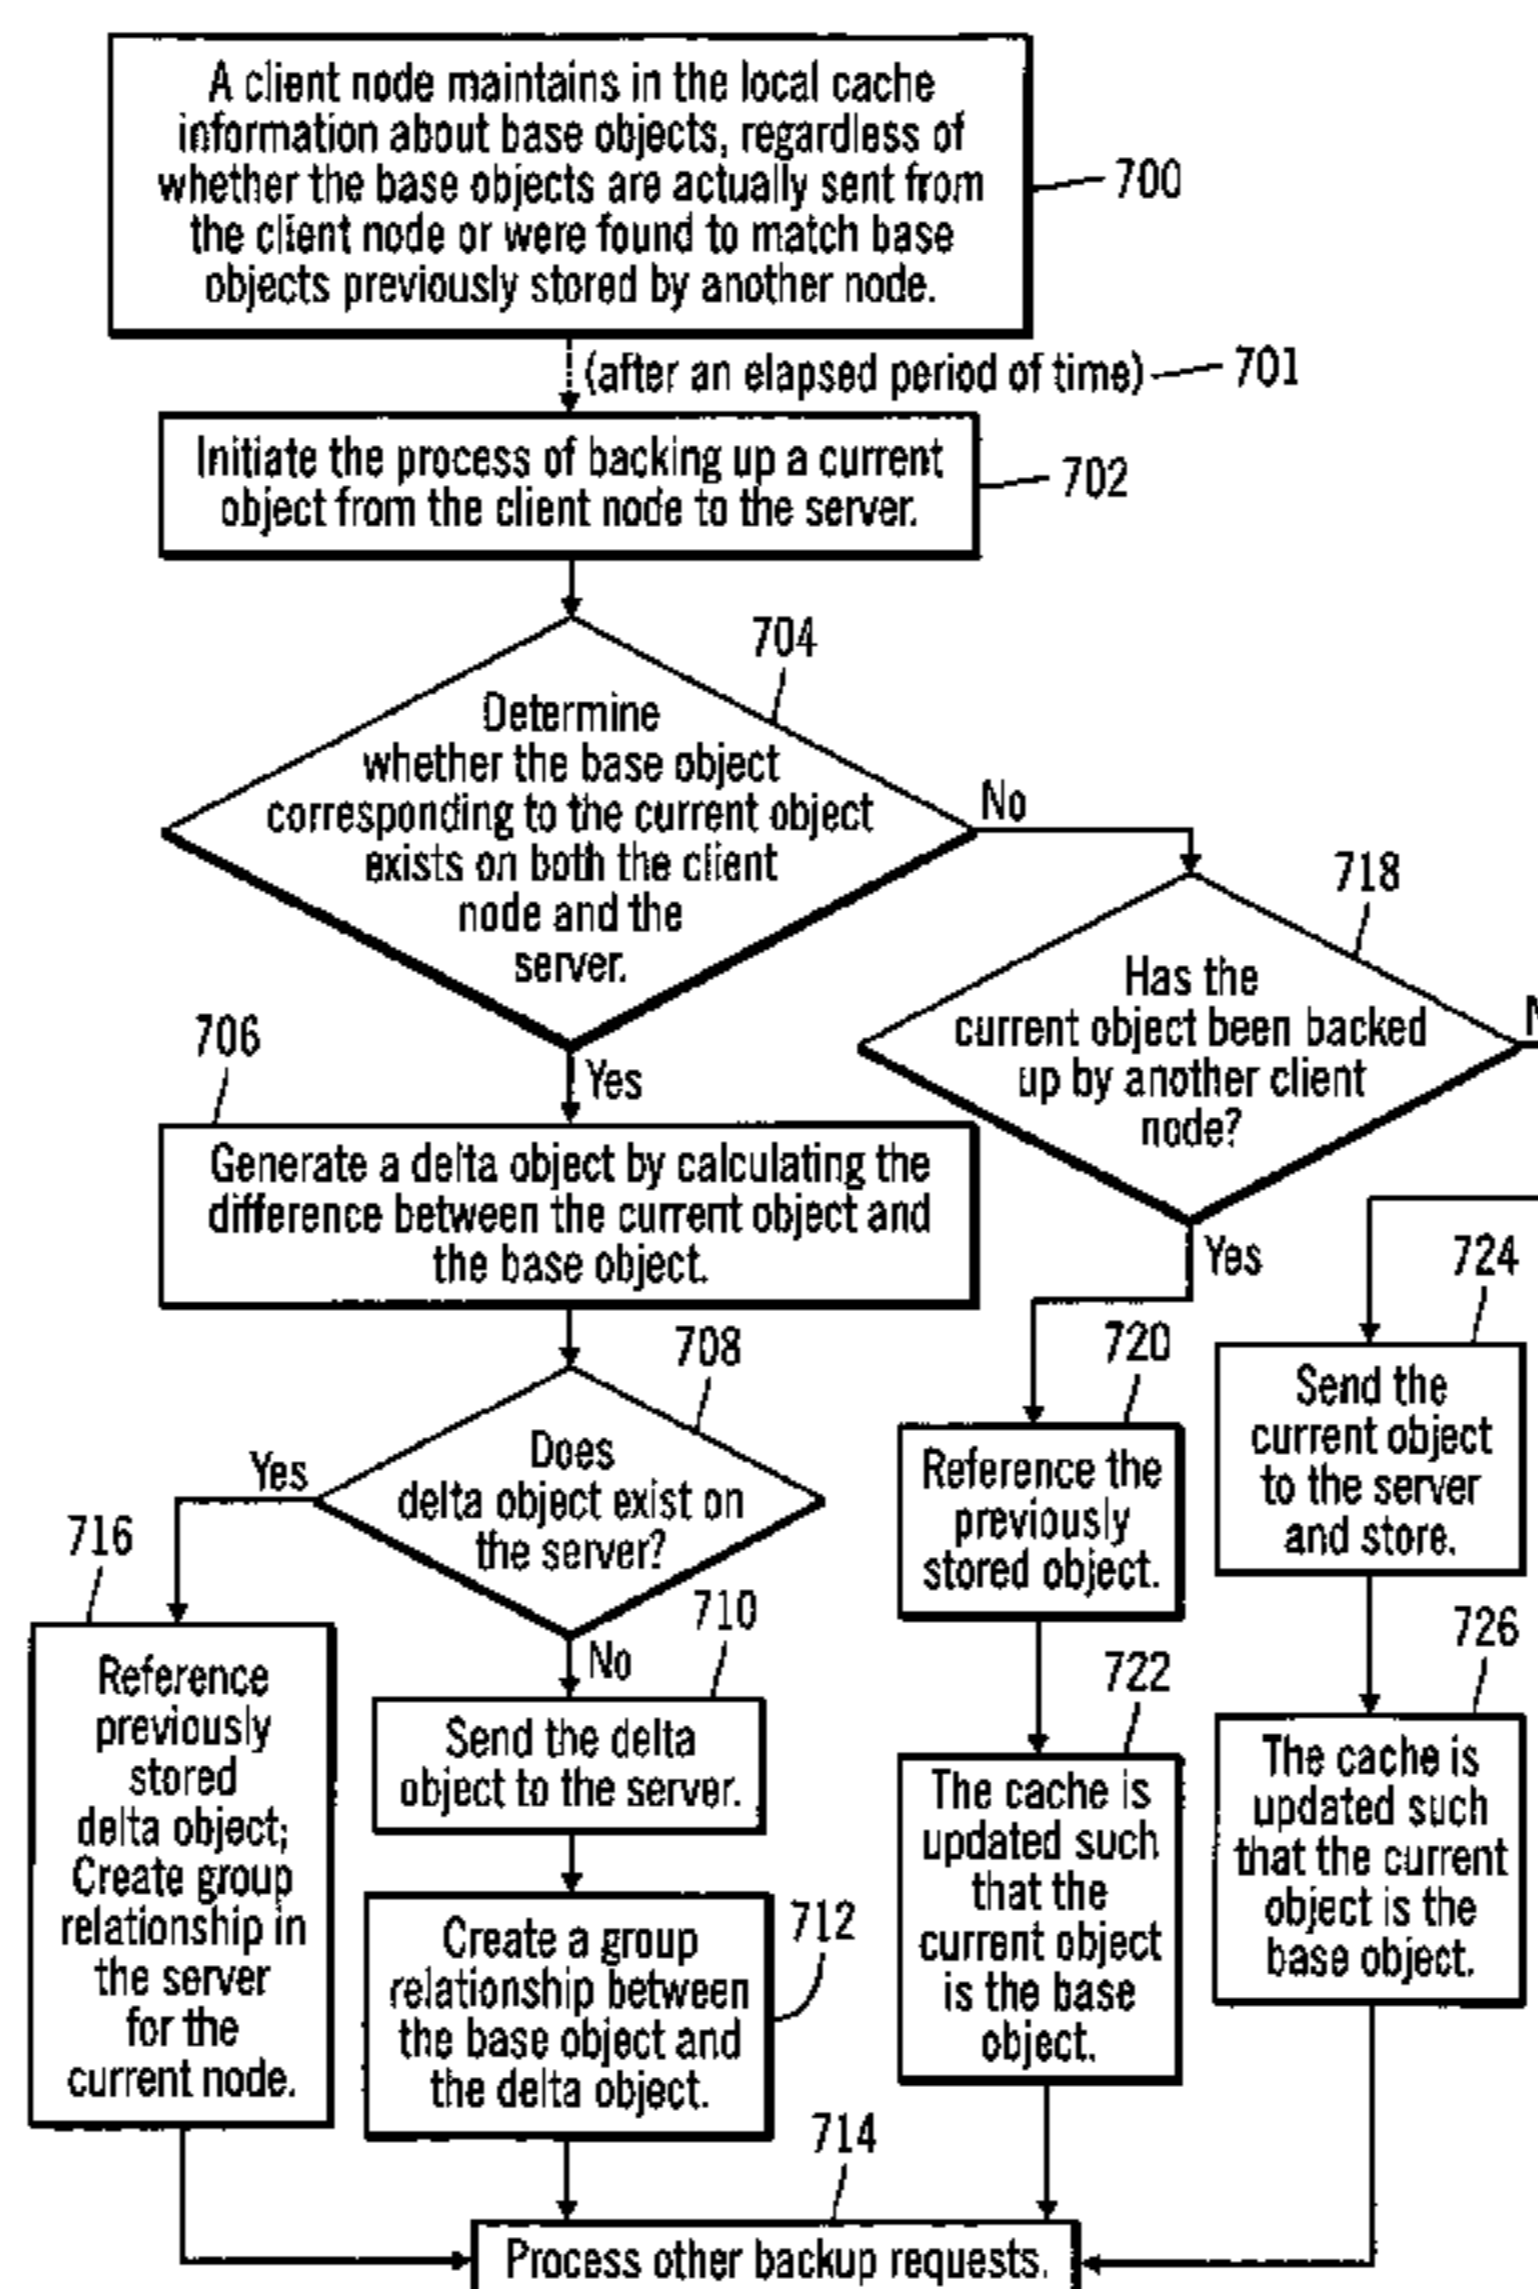 A client node maintains in the local cache
information about base objects, regardless of
whether the base objects are actually sent from
the client node or were found to match base
objects previously stored by another node.
700
(after an elapsed period of time)
701
Initiate the process of backing up a current
object from the client node to the server.
702
704
Determine
whether the base object
corresponding to the current object
exists on both the client
node and the
server.
No
Yes
718
Has the
current object been backed
up by another client
node?
Yes
706
Generate a delta object by calculating the
difference between the current object and
the base object.
708
Does
delta object exist on
the server?
Yes
No
716
Reference
previously
stored
delta object;
Create group
relationship in
the server
for the
current node.
710
Send the delta
object to the server.
712
Create a group
relationship between
the base object and
the delta object.
720
Reference the
previously
stored object.
722
The cache is
updated such
that the
current object
is the base
object.
724
Send the
current object
to the server
and store.
726
The cache is
updated such
that the current
object is the
base object.
714
Process other backup requests.